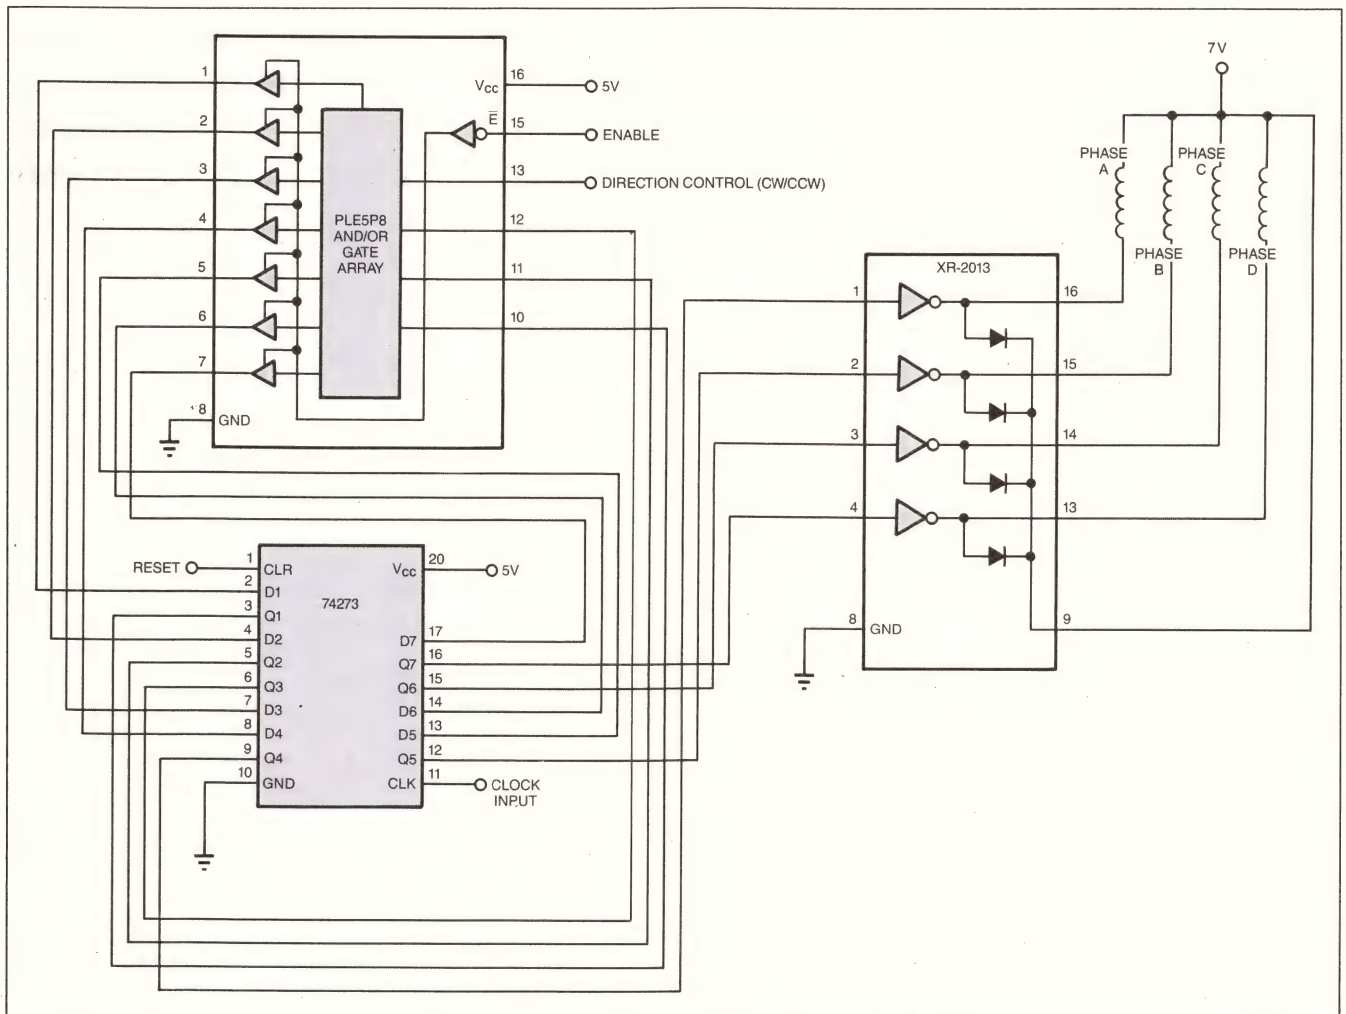 1
2
3
4
5
6
7
8
GND
VCC
16
5V
E
15
ENABLE
13
DIRECTION CONTROL (CW/CCW)
12
11
10
PLE5P8
AND/OR
GATE
ARRAY
RESET
1
CLR
2
D1
3
Q1
4
D2
5
Q2
6
Q3
7
D3
8
D4
9
Q4
10
GND
74273
VCC
20
5V
D7
17
Q7
16
Q6
15
D6
14
D5
13
Q5
12
CLK
11
CLOCK
INPUT
XR-2013
1
2
3
4
8
GND
16
15
14
13
9
7V
PHASE
A
PHASE
B
PHASE
C
PHASE
D